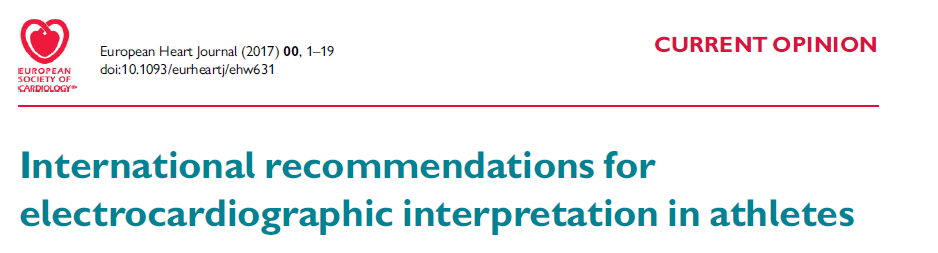 European Heart Journal (2017) 00, 1–19
doi:10.1093/eurheartj/ehw631
CURRENT OPINION
EUROPEAN
SOCIETY OF
CARDIOLOGY®
International recommendations for
electrocardiographic interpretation in athletes